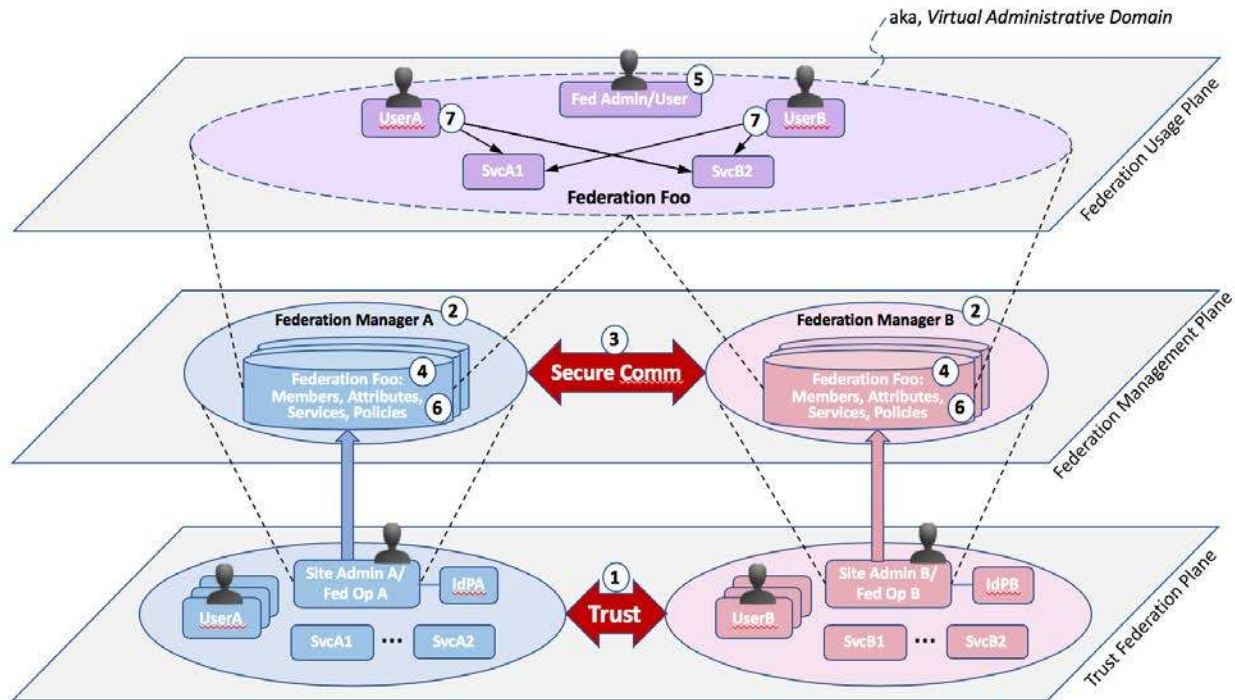 aka, Virtual Administrative Domain
5
Fed Admin/User
UserA
7
7
UserB
SvcA1
SvcB2
Federation Foo
Federation Usage Plane
Federation Manager A
2
Federation Manager B
2
3
Secure Comm
Federation Foo:
4
Members, Attributes,
Services, Policies
6
Federation Foo:
4
Members, Attributes,
Services, Policies
6
Federation Management Plane
Site Admin A/
Fed Op A
IdPA
UserA
SvcA1
...
SvcA2
1
Trust
Site Admin B/
Fed Op B
IdPB
UserB
SvcB1
...
SvcB2
Trust Federation Plane